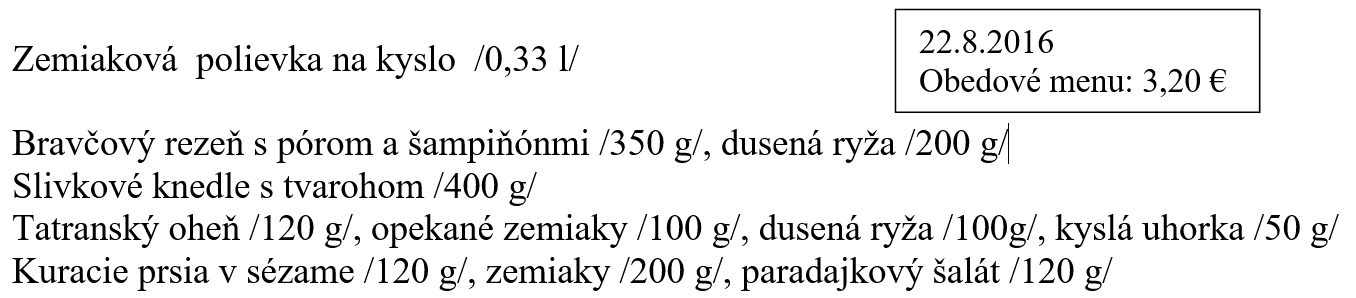 Zemiaková  polievka na kyslo  /0,33 l/
22.8.2016
Obedové menu: 3,20 €
Bravčový rezeň s pórom a šampiňónmi /350 g/, dusená ryža /200 g/
Slivkové knedle s tvarohom /400 g/
Tatranský oheň /120 g/, opekané zemiaky /100 g/, dusená ryža /100g/, kyslá uhorka /50 g/
Kuracie prsia v sézame /120 g/, zemiaky /200 g/, paradajkový šalát /120 g/